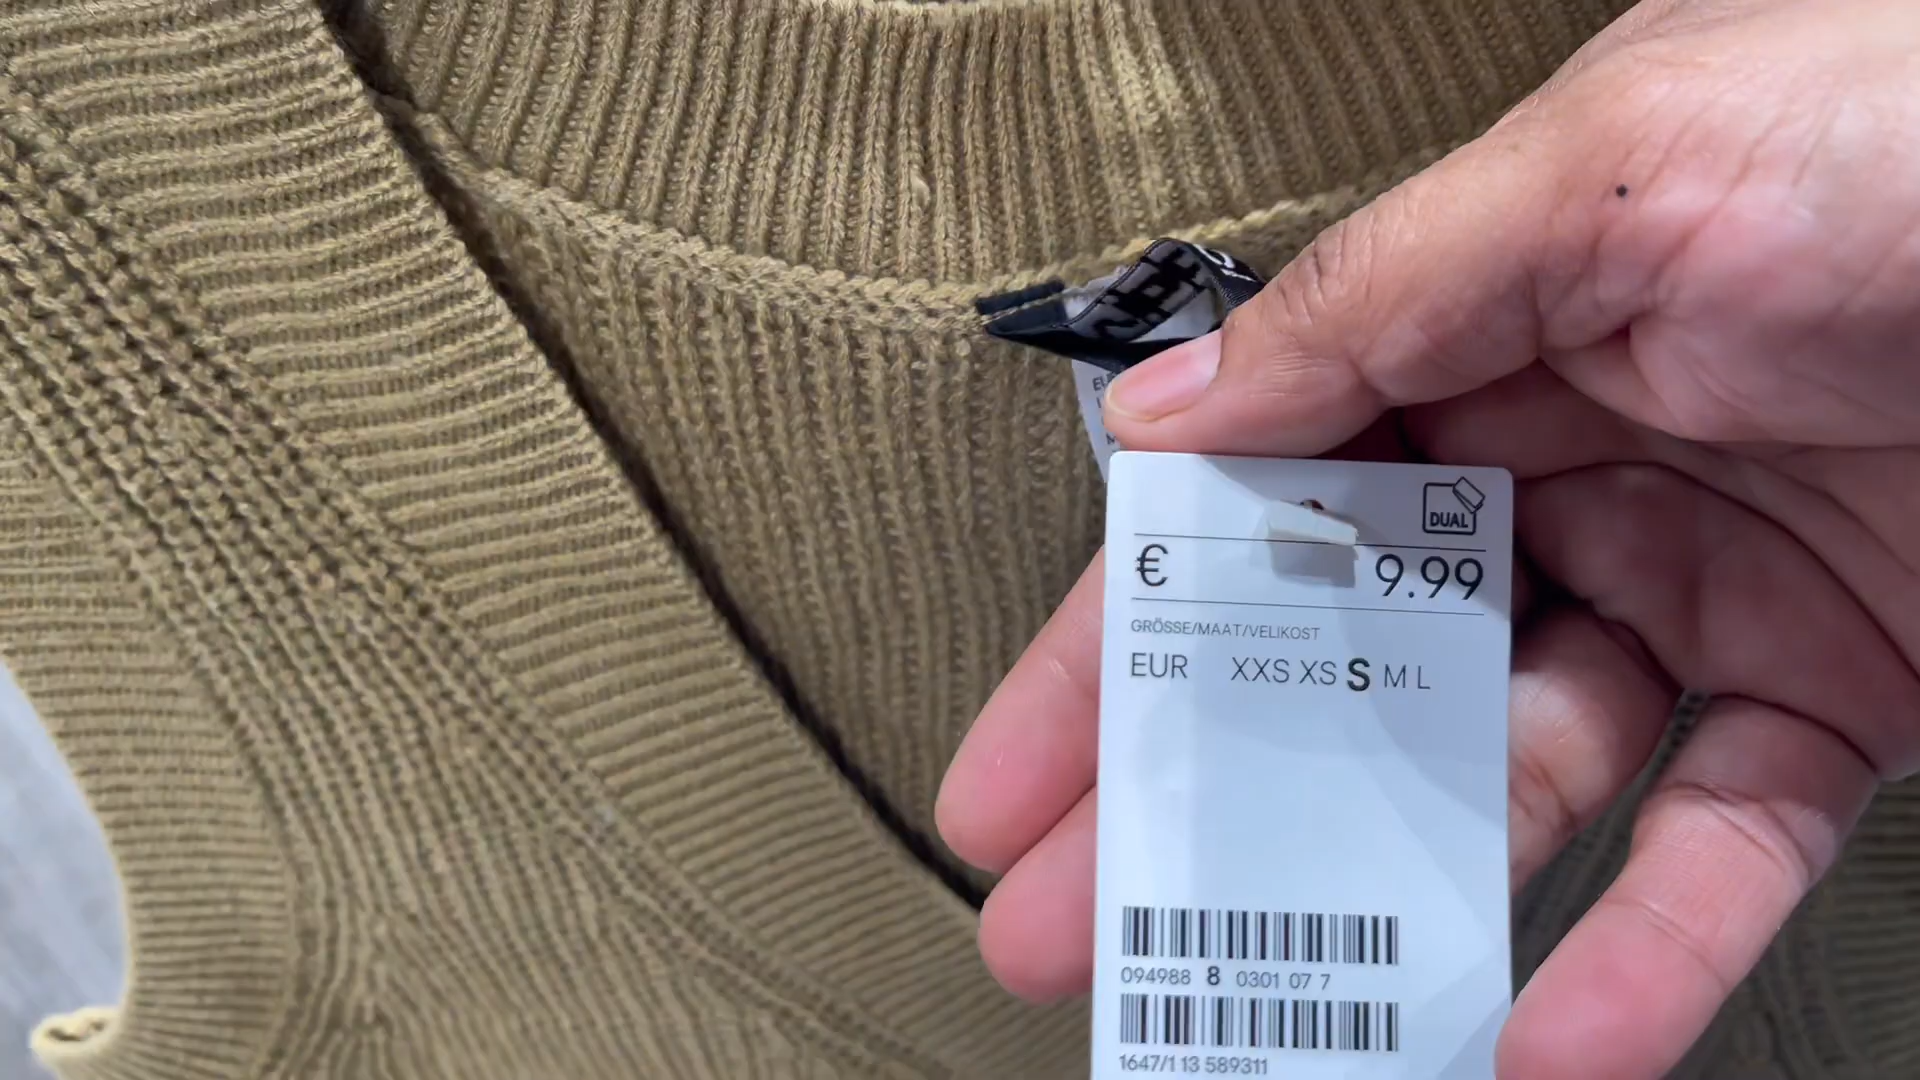 DUAL
€ 9.99
GRÖSSE/MAAT/VELIKOST
EUR XXS XS S M L
094988 8 0301 07 7
1647/1 13 589311